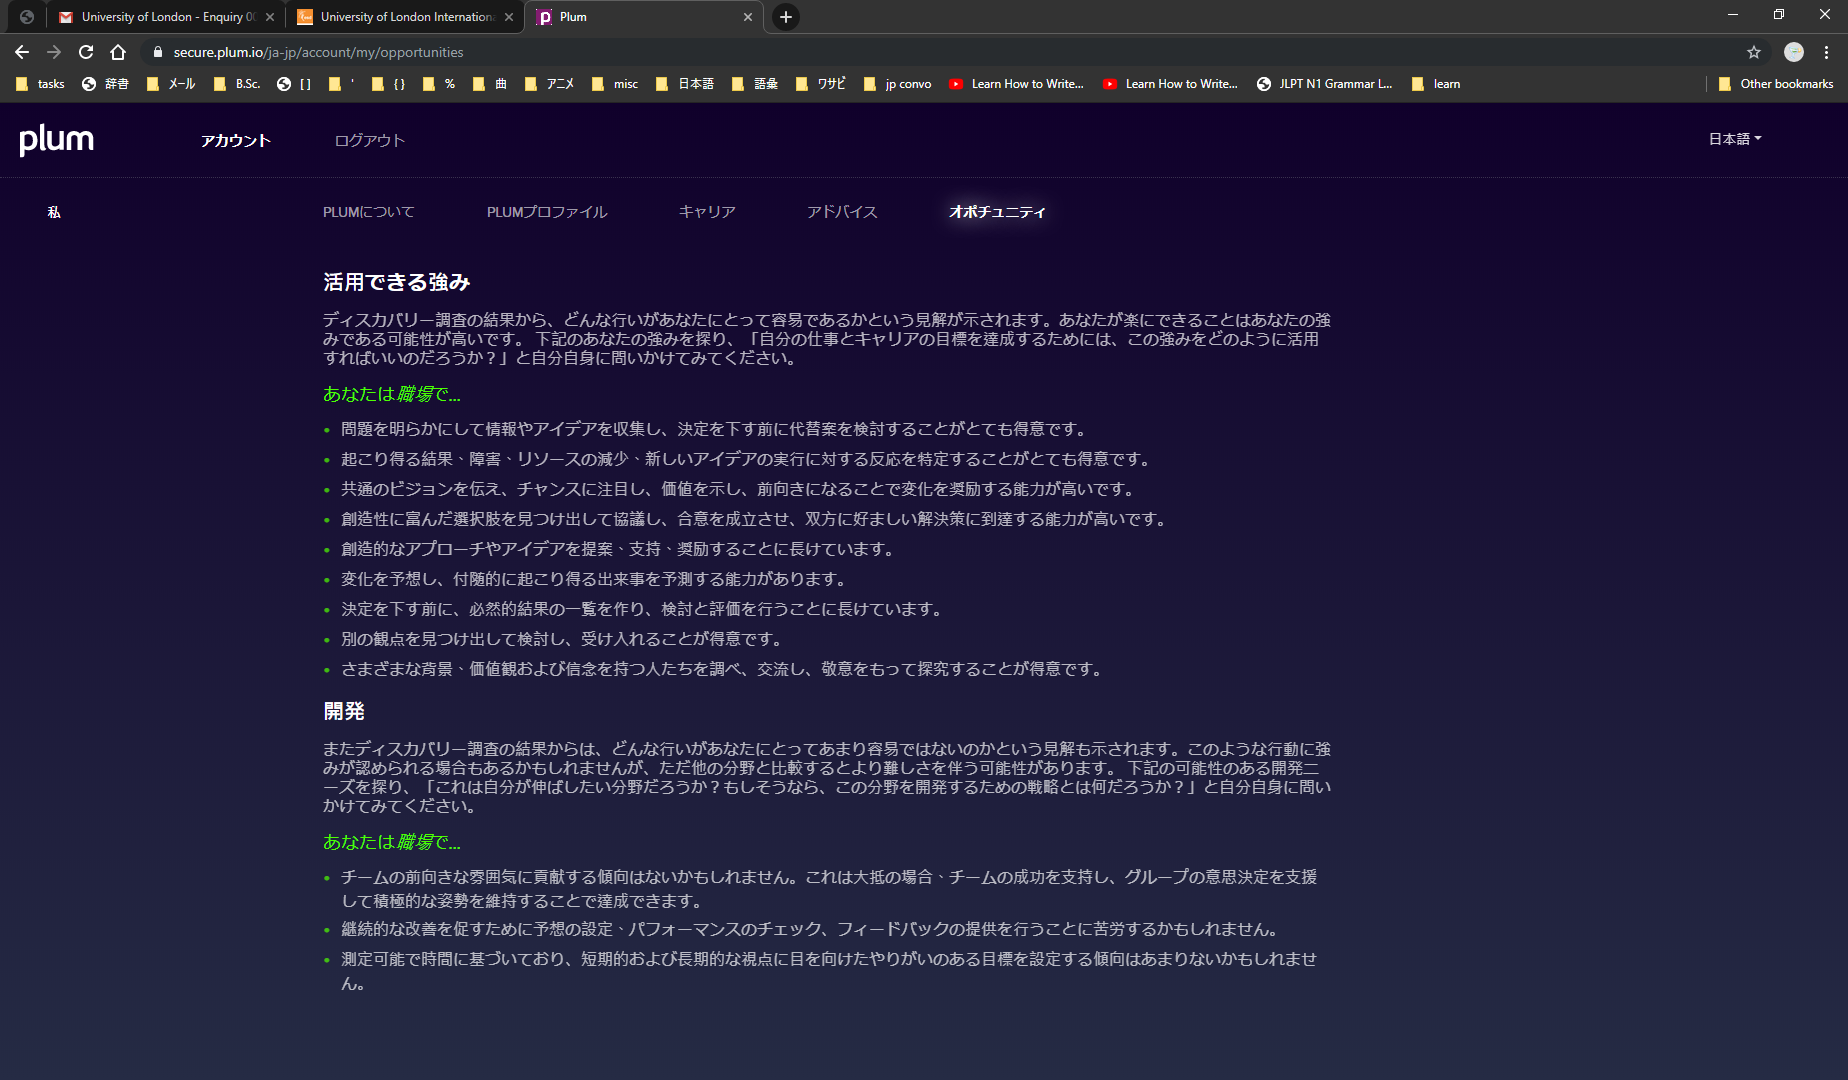 University of London - Enquiry 00
University of London Internationa
Plum
secure.plum.io/ja-jp/account/my/opportunities
tasks 辞書 メール B.Sc. [ ] ' { } % 曲 アニメ misc 日本語 語彙 ワサビ jp convo Learn How to Write... Learn How to Write... JLPT N1 Grammar L... learn Other bookmarks
plum アカウント ログアウト 日本語
私 PLUMについて PLUMプロファイル キャリア アドバイス オポチュニティ
活用できる強み
ディスカバリー調査の結果から、どんな行いがあなたにとって容易であるかという見解が示されます。あなたが楽にできることはあなたの強
みである可能性が高いです。 下記のあなたの強みを探り、「自分の仕事とキャリアの目標を達成するためには、この強みをどのように活用
すればいいのだろうか？」と自分自身に問いかけてみてください。
あなたは職場で...
• 問題を明らかにして情報やアイデアを収集し、決定を下す前に代替案を検討することがとても得意です。
• 起こり得る結果、障害、リソースの減少、新しいアイデアの実行に対する反応を特定することがとても得意です。
• 共通のビジョンを伝え、チャンスに注目し、価値を示し、前向きになることで変化を奨励する能力が高いです。
• 創造性に富んだ選択肢を見つけ出して協議し、合意を成立させ、双方に好ましい解決策に到達する能力が高いです。
• 創造的なアプローチやアイデアを提案、支持、奨励することに長けています。
• 変化を予想し、付随的に起こり得る出来事を予測する能力があります。
• 決定を下す前に、必然的結果の一覧を作り、検討と評価を行うことに長けています。
• 別の観点を見つけ出して検討し、受け入れることが得意です。
• さまざまな背景、価値観および信念を持つ人たちを調べ、交流し、敬意をもって探究することが得意です。
開発
またディスカバリー調査の結果からは、どんな行いがあなたにとってあまり容易ではないのかという見解も示されます。このような行動に強
みが認められる場合もあるかもしれませんが、ただ他の分野と比較するとより難しさを伴う可能性があります。 下記の可能性のある開発ニ
ーズを探り、「これは自分が伸ばしたい分野だろうか？もしそうなら、この分野を開発するための戦略とは何だろうか？」と自分自身に問い
かけてみてください。
あなたは職場で...
• チームの前向きな雰囲気に貢献する傾向はないかもしれません。これは大抵の場合、チームの成功を支持し、グループの意思決定を支援
して積極的な姿勢を維持することで達成できます。
• 継続的な改善を促すために予想の設定、パフォーマンスのチェック、フィードバックの提供を行うことに苦労するかもしれません。
• 測定可能で時間に基づいており、短期的および長期的な視点に目を向けたやりがいのある目標を設定する傾向はあまりないかもしれませ
ん。